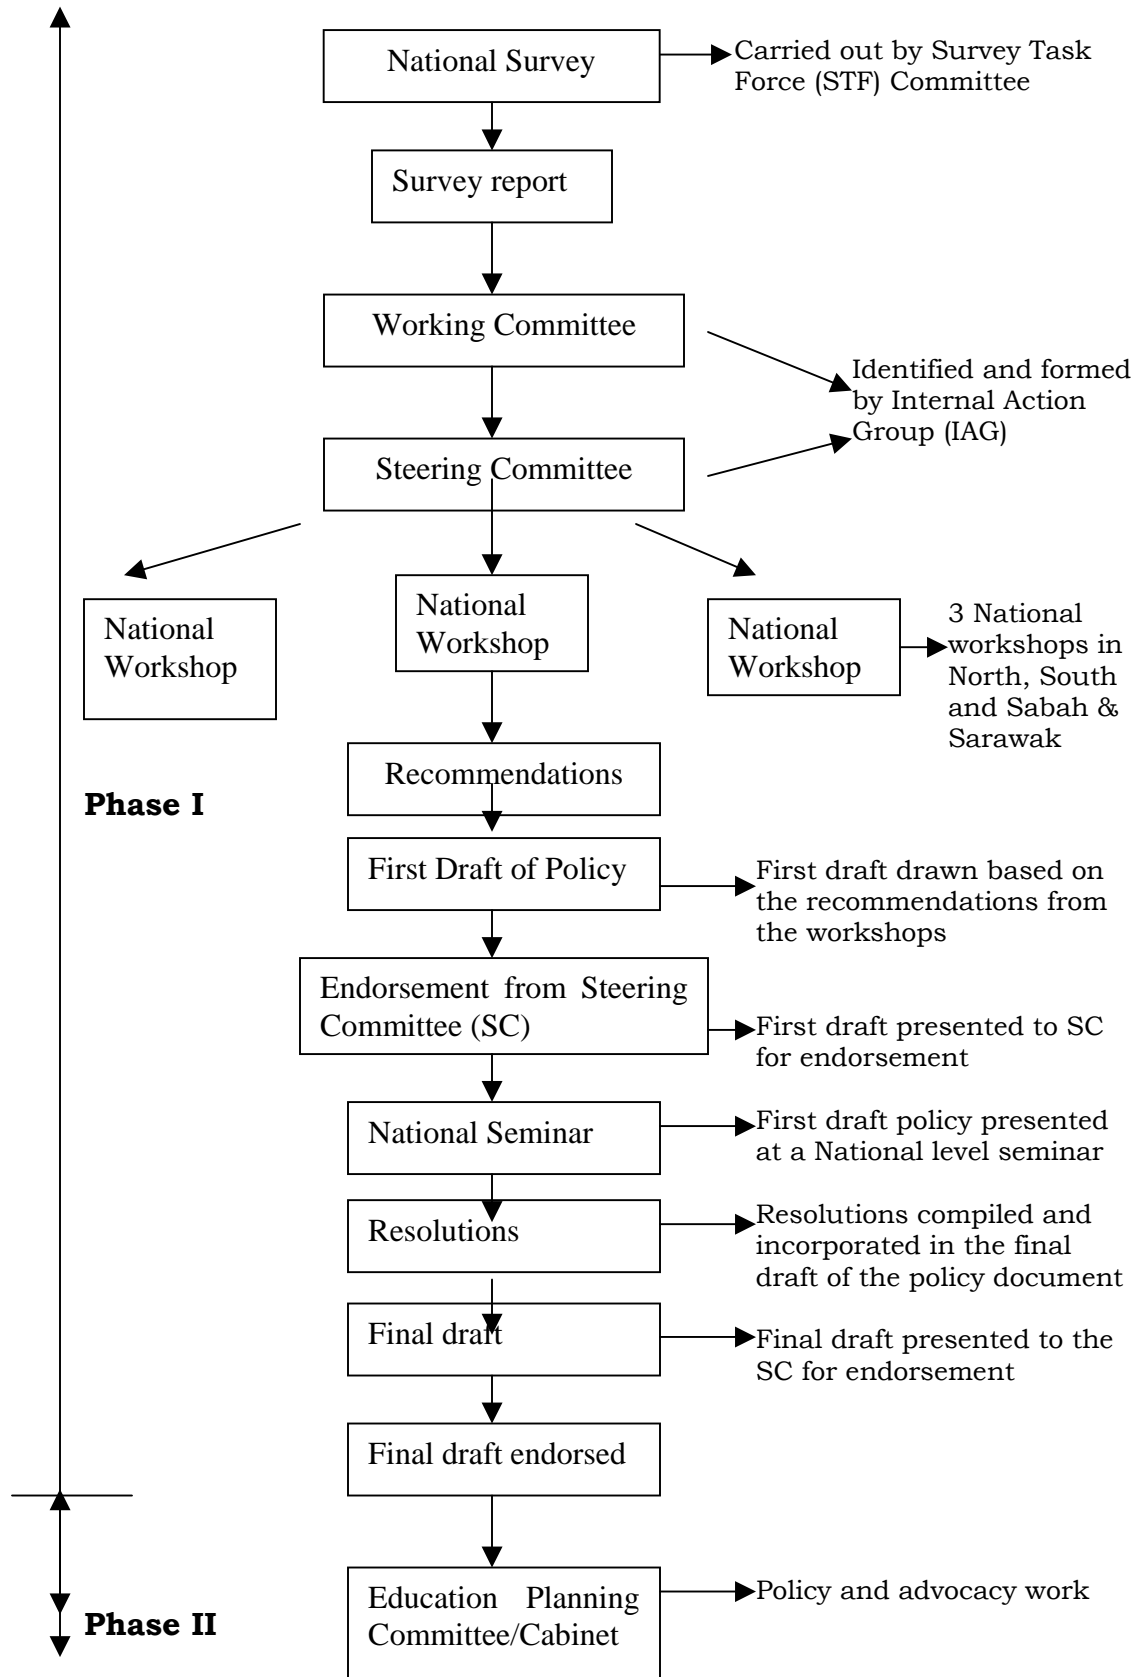 National Survey
Carried out by Survey Task
Force (STF) Committee
Survey report
Working Committee
Identified and formed
by Internal Action
Group (IAG)
Steering Committee
National
Workshop
National
Workshop
National
Workshop
3 National
workshops in
North, South
and Sabah &
Sarawak
Recommendations
Phase I
First Draft of Policy
First draft drawn based on
the recommendations from
the workshops
Endorsement from Steering
Committee (SC)
First draft presented to SC
for endorsement
National Seminar
First draft policy presented
at a National level seminar
Resolutions
Resolutions compiled and
incorporated in the final
draft of the policy document
Final draft
Final draft presented to the
SC for endorsement
Final draft endorsed
Education Planning
Committee/Cabinet
Policy and advocacy work
Phase II